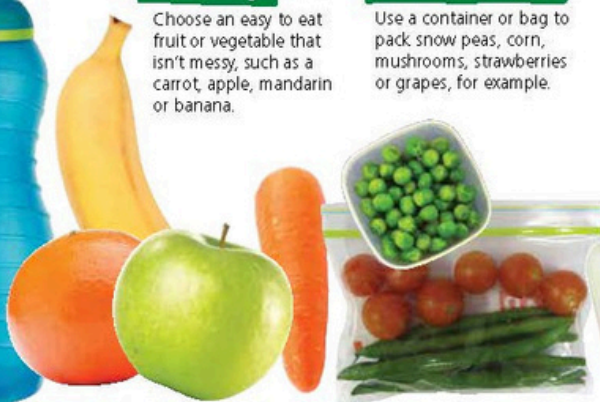 Choose an easy to eat
fruit or vegetable that
isn't messy, such as a
carrot, apple, mandarin
or banana.
Use a container or bag to
pack snow peas, corn,
mushrooms, strawberries
or grapes, for example.